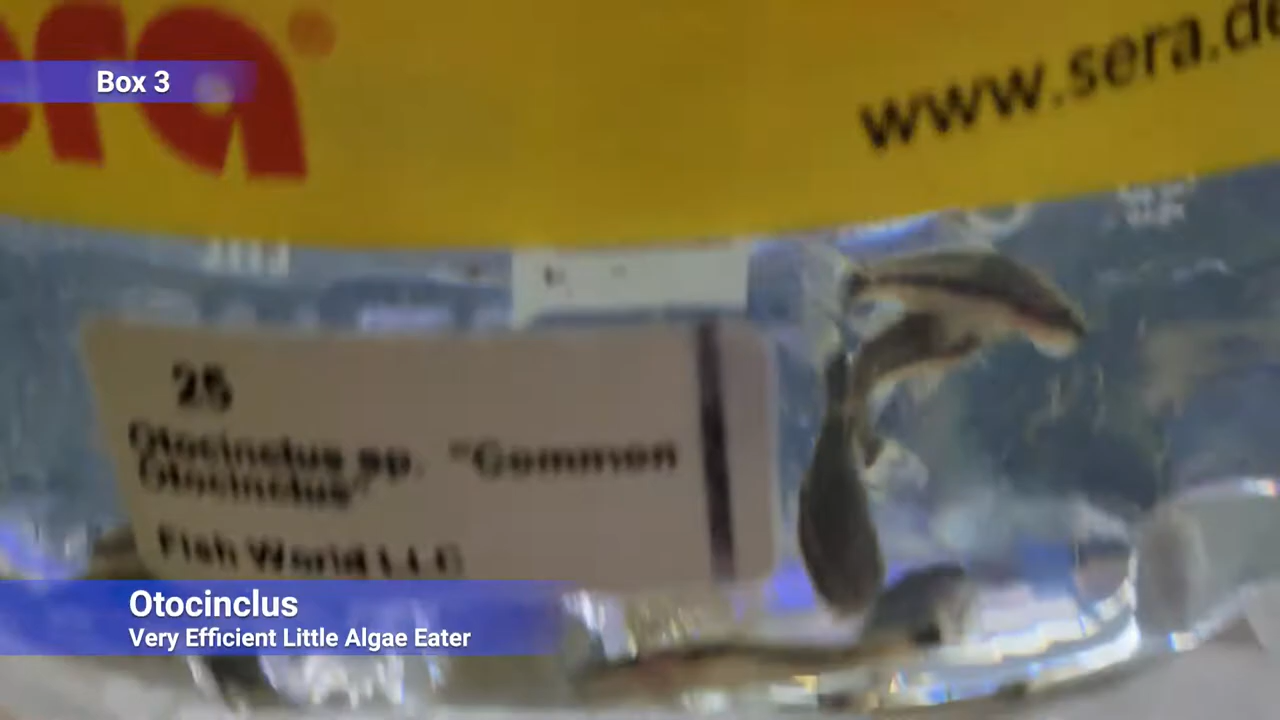 era
www.sera.de
Box 3
25
Otocinclus sp. "Common
Otocinclus"
Fish World LLC
Otocinclus
Very Efficient Little Algae Eater